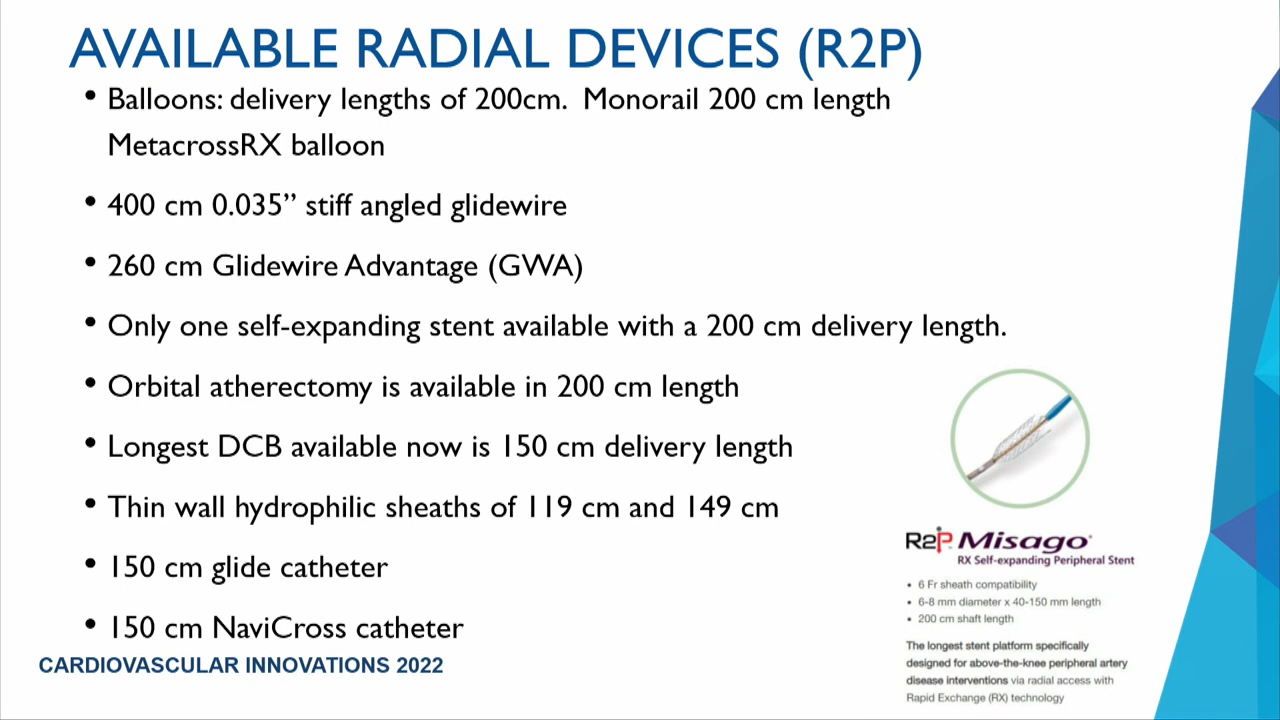 AVAILABLE RADIAL DEVICES (R2P)
• Balloons: delivery lengths of 200cm.  Monorail 200 cm length
MetacrossRX balloon
• 400 cm 0.035” stiff angled glidewire
• 260 cm Glidewire Advantage (GWA)
• Only one self-expanding stent available with a 200 cm delivery length.
• Orbital atherectomy is available in 200 cm length
• Longest DCB available now is 150 cm delivery length
• Thin wall hydrophilic sheaths of 119 cm and 149 cm
• 150 cm glide catheter
• 150 cm NaviCross catheter
CARDIOVASCULAR INNOVATIONS 2022
R2P Misago
RX Self-expanding Peripheral Stent
• 6 Fr sheath compatibility
• 6-8 mm diameter x 40-150 mm length
• 200 cm shaft length
The longest stent platform specifically
designed for above-the-knee peripheral artery
disease interventions via radial access with
Rapid Exchange (RX) technology